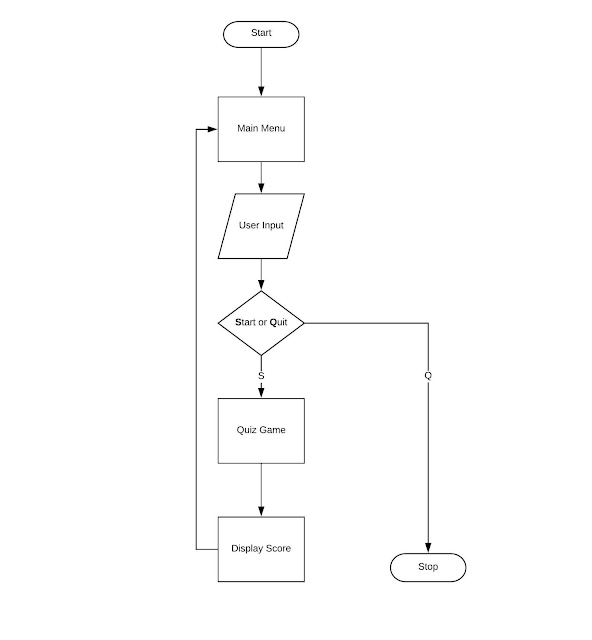 Start
Main Menu
User Input
Start or Quit
S
Q
Quiz Game
Display Score
Stop